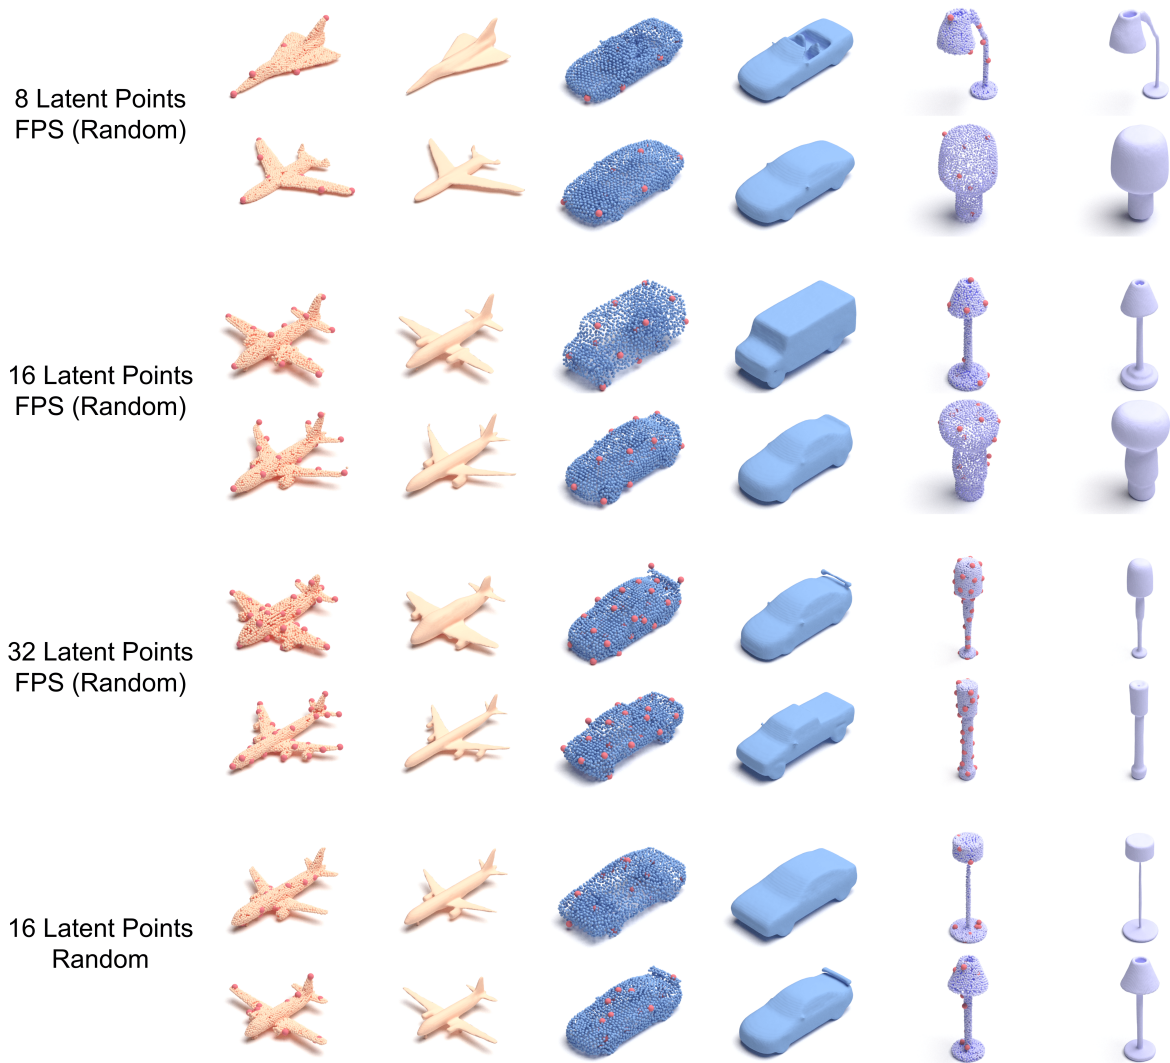 8 Latent Points
FPS (Random)
16 Latent Points
FPS (Random)
32 Latent Points
FPS (Random)
16 Latent Points
Random